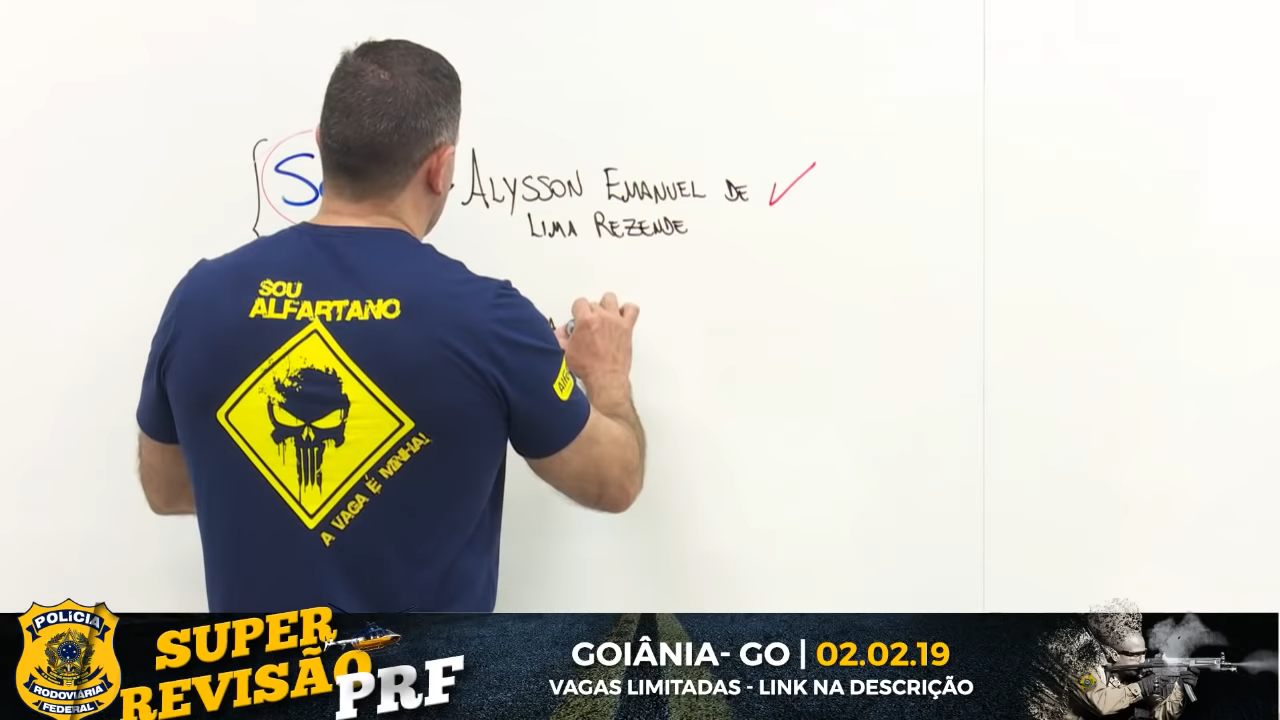 ALYSSON EMANUEL DE
LIMA REZENDE
SOU
ALFARTANO
A VAGA É MINHA!
POLÍCIA
RODOVIÁRIA
FEDERAL
SUPER
REVISÃO
PRF
GOIÂNIA- GO | 02.02.19
VAGAS LIMITADAS - LINK NA DESCRIÇÃO